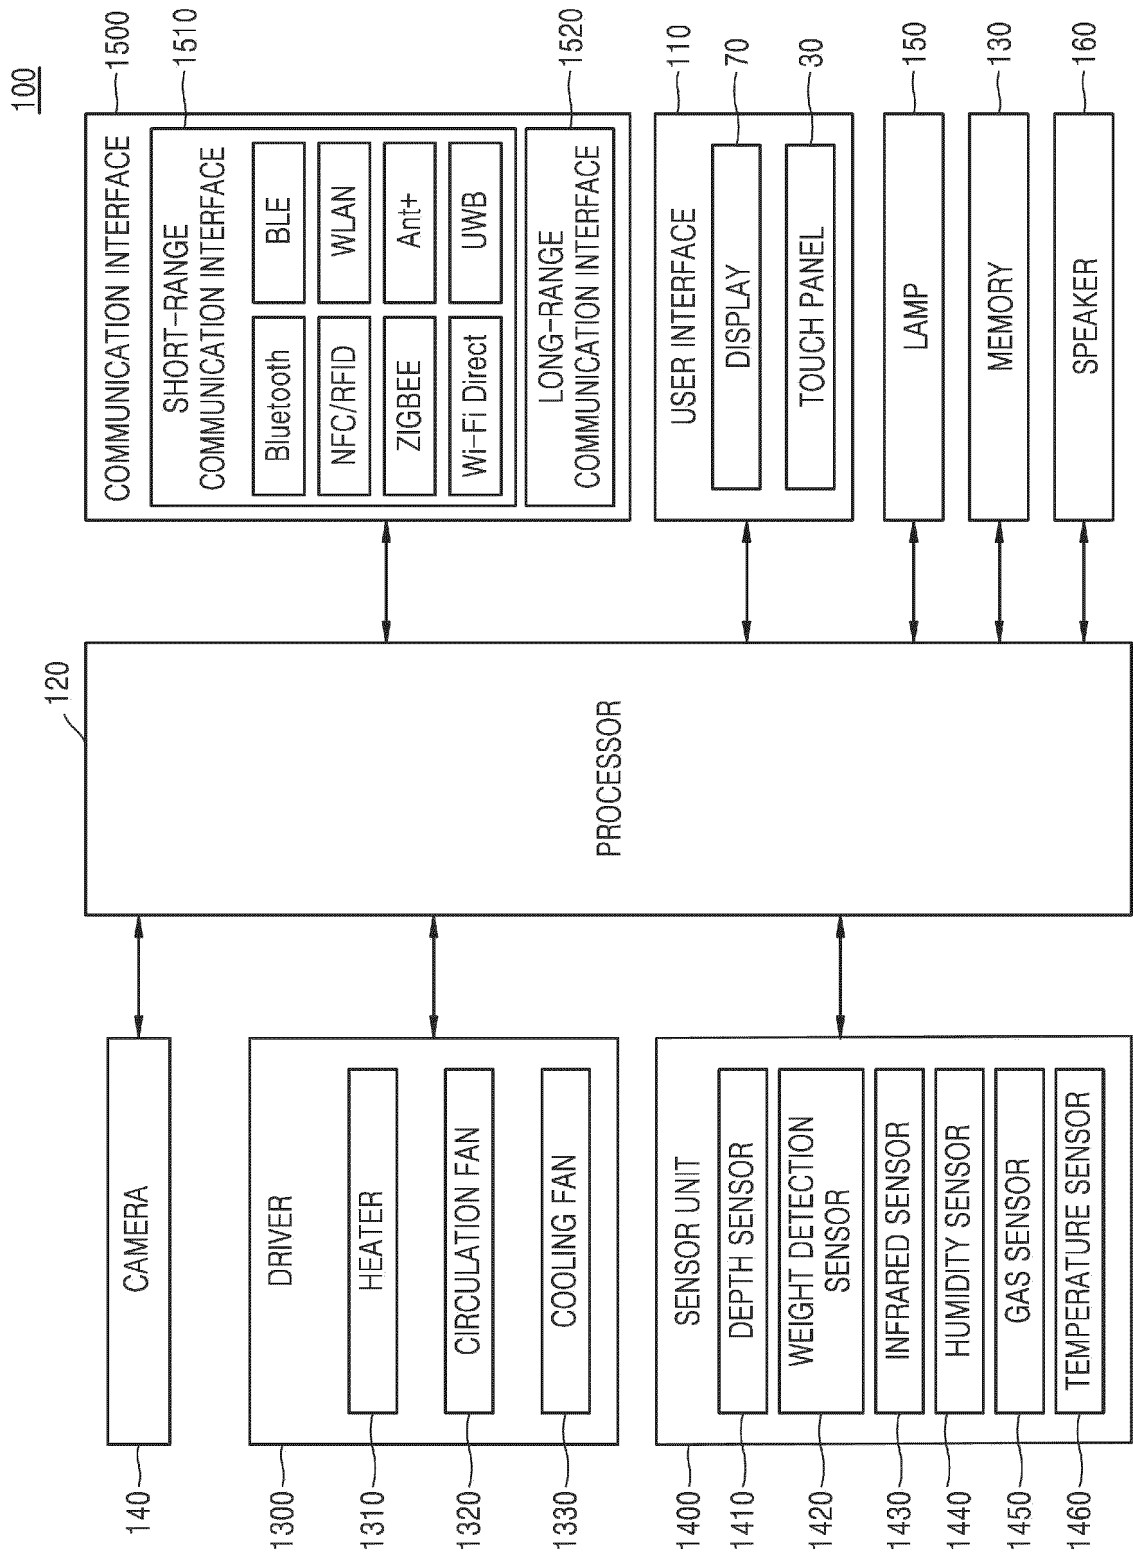 100
140
CAMERA
1300
DRIVER
1310
HEATER
1320
CIRCULATION FAN
1330
COOLING FAN
1400
SENSOR UNIT
1410
DEPTH SENSOR
1420
WEIGHT DETECTION
SENSOR
1430
INFRARED SENSOR
1440
HUMIDITY SENSOR
1450
GAS SENSOR
1460
TEMPERATURE SENSOR
120
PROCESSOR
1500
COMMUNICATION INTERFACE
1510
SHORT-RANGE
COMMUNICATION INTERFACE
Bluetooth
BLE
NFC/RFID
WLAN
ZIGBEE
Ant+
Wi-Fi Direct
UWB
1520
LONG-RANGE
COMMUNICATION INTERFACE
110
USER INTERFACE
70
DISPLAY
30
TOUCH PANEL
150
LAMP
130
MEMORY
160
SPEAKER